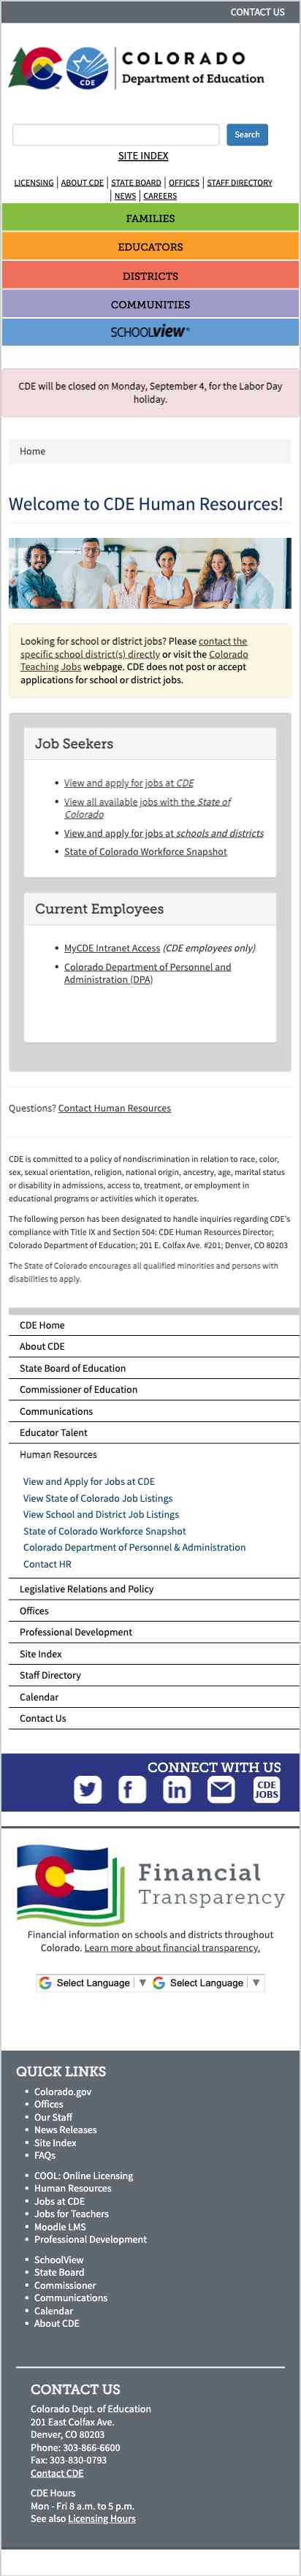 CONTACT US
CDE
COLORADO
Department of Education
Search
SITE INDEX
LICENSING | ABOUT CDE | STATE BOARD | OFFICES | STAFF DIRECTORY
| NEWS | CAREERS
FAMILIES
EDUCATORS
DISTRICTS
COMMUNITIES
SCHOOLVIEW®
CDE will be closed on Monday, September 4, for the Labor Day
holiday.
Home
Welcome to CDE Human Resources!
Looking for school or district jobs? Please contact the
specific school district(s) directly or visit the Colorado
Teaching Jobs webpage. CDE does not post or accept
applications for school or district jobs.
Job Seekers
• View and apply for jobs at CDE
• View all available jobs with the State of
Colorado
• View and apply for jobs at schools and districts
• State of Colorado Workforce Snapshot
Current Employees
• MyCDE Intranet Access (CDE employees only)
• Colorado Department of Personnel and
Administration (DPA)
Questions? Contact Human Resources
CDE is committed to a policy of nondiscrimination in relation to race, color,
sex, sexual orientation, religion, national origin, ancestry, age, marital status
or disability in admissions, access to, treatment, or employment in
educational programs or activities which it operates.
The following person has been designated to handle inquiries regarding CDE's
compliance with Title IX and Section 504: CDE Human Resources Director;
Colorado Department of Education; 201 E. Colfax Ave. #201; Denver, CO 80203
The State of Colorado encourages all qualified minorities and persons with
disabilities to apply.
CDE Home
About CDE
State Board of Education
Commissioner of Education
Communications
Educator Talent
Human Resources
View and Apply for Jobs at CDE
View State of Colorado Job Listings
View School and District Job Listings
State of Colorado Workforce Snapshot
Colorado Department of Personnel & Administration
Contact HR
Legislative Relations and Policy
Offices
Professional Development
Site Index
Staff Directory
Calendar
Contact Us
CONNECT WITH US
CDE
JOBS
Financial
Transparency
Financial information on schools and districts throughout
Colorado. Learn more about financial transparency.
Select Language | ▼ Select Language | ▼
QUICK LINKS
• Colorado.gov
• Offices
• Our Staff
• News Releases
• Site Index
• FAQs
• COOL: Online Licensing
• Human Resources
• Jobs at CDE
• Jobs for Teachers
• Moodle LMS
• Professional Development
• SchoolView
• State Board
• Commissioner
• Communications
• Calendar
• About CDE
CONTACT US
Colorado Dept. of Education
201 East Colfax Ave.
Denver, CO 80203
Phone: 303-866-6600
Fax: 303-830-0793
Contact CDE
CDE Hours
Mon - Fri 8 a.m. to 5 p.m.
See also Licensing Hours